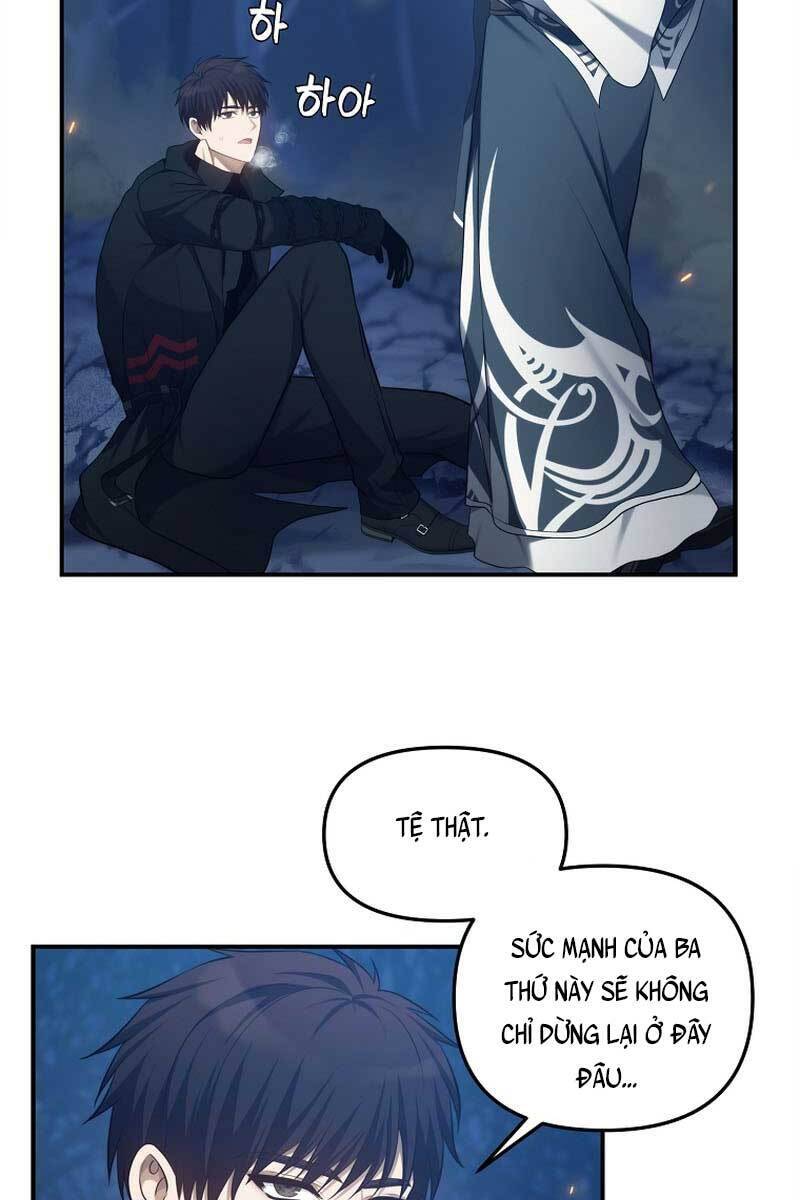 하
하아
TỆ THẬT.
SỨC MẠNH CỦA BA
THỨ NÀY SẼ KHÔNG
CHỈ DỪNG LẠI Ở ĐÂY
ĐÂU...